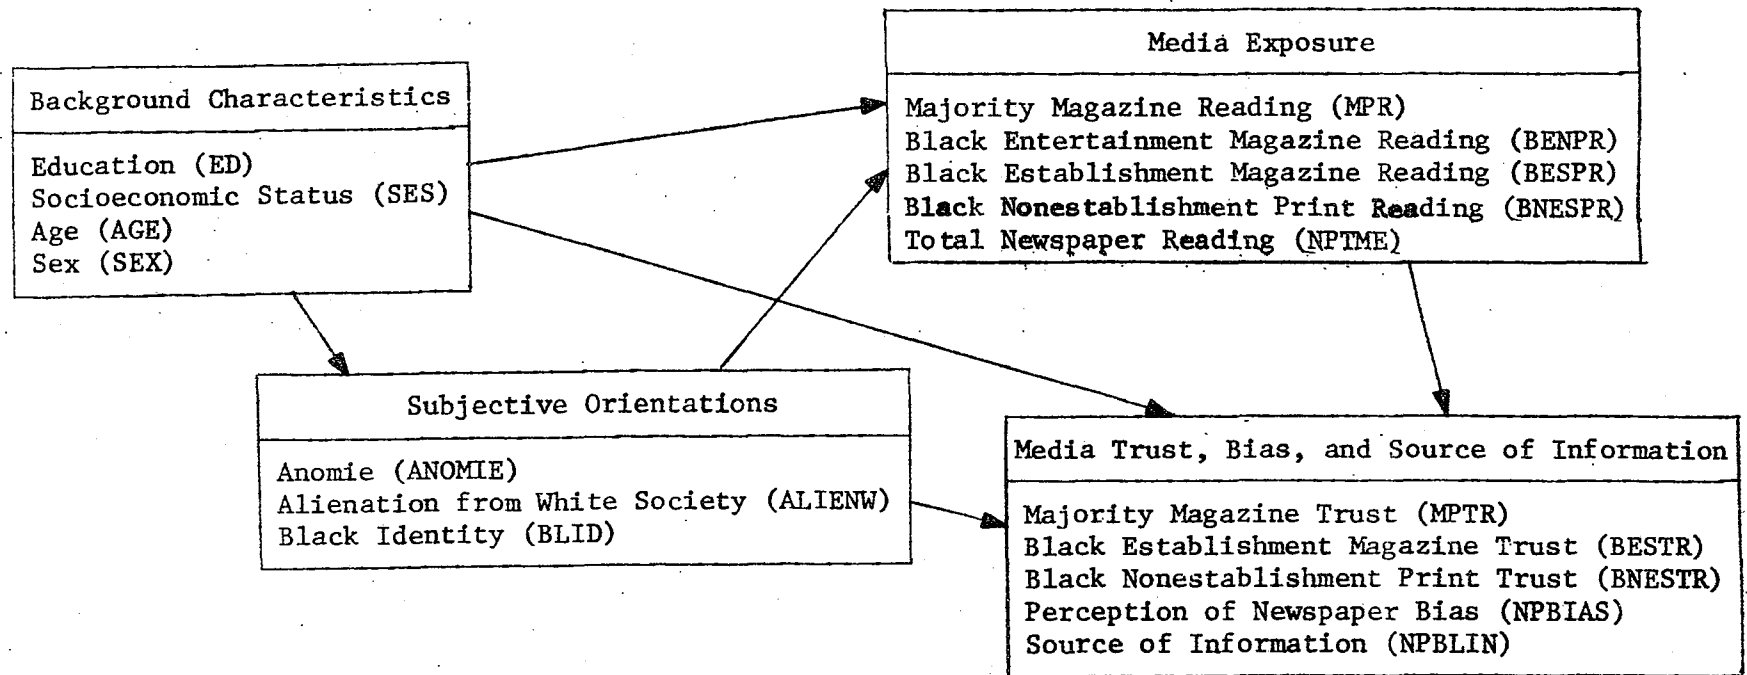 Background Characteristics
Education (ED)
Socioeconomic Status (SES)
Age (AGE)
Sex (SEX)
Media Exposure
Majority Magazine Reading (MPR)
Black Entertainment Magazine Reading (BENPR)
Black Establishment Magazine Reading (BESPR)
Black Nonestablishment Print Reading (BNESPR)
Total Newspaper Reading (NPTME)
Subjective Orientations
Anomie (ANOMIE)
Alienation from White Society (ALIENW)
Black Identity (BLID)
Media Trust, Bias, and Source of Information
Majority Magazine Trust (MPTR)
Black Establishment Magazine Trust (BESTR)
Black Nonestablishment Print Trust (BNESTR)
Perception of Newspaper Bias (NPBIAS)
Source of Information (NPBLIN)